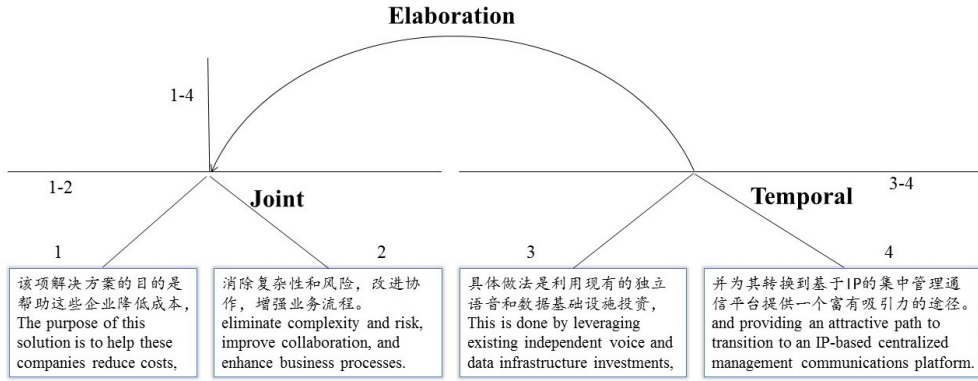 Elaboration
1-4
1-2
Joint
Temporal
3-4
1
2
3
4
该项解决方案的目的是
帮助这些企业降低成本,
The purpose of this
solution is to help these
companies reduce costs,
消除复杂性和风险，改进协
作，增强业务流程。
eliminate complexity and risk,
improve collaboration, and
enhance business processes.
具体做法是利用现有的独立
语音和数据基础设施投资，
This is done by leveraging
existing independent voice and
data infrastructure investments,
并为其转换到基于IP的集中管理通
信平台提供一个富有吸引力的途径。
and providing an attractive path to
transition to an IP-based centralized
management communications platform.